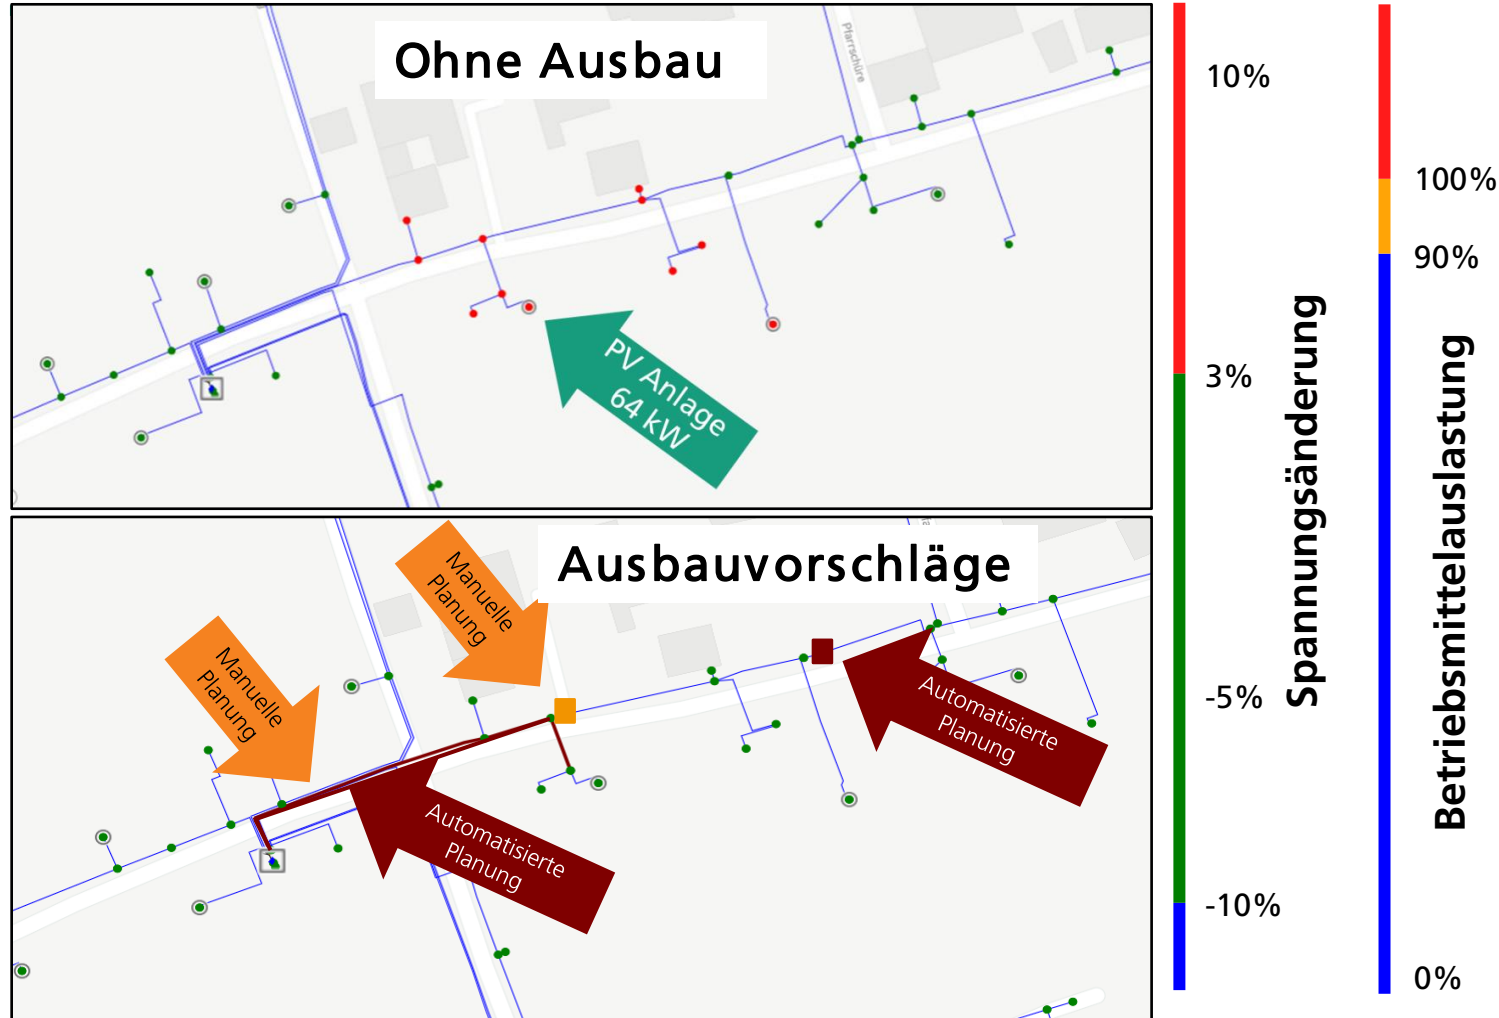 Ohne Ausbau
Pfarrschüre
PV Anlage
64 kW
Ausbauvorschläge
Manuelle
Planung
Manuelle
Planung
Automatisierte
Planung
Automatisierte
Planung
10%
3%
-5%
-10%
Spannungsänderung
100%
90%
0%
Betriebsmittelauslastung